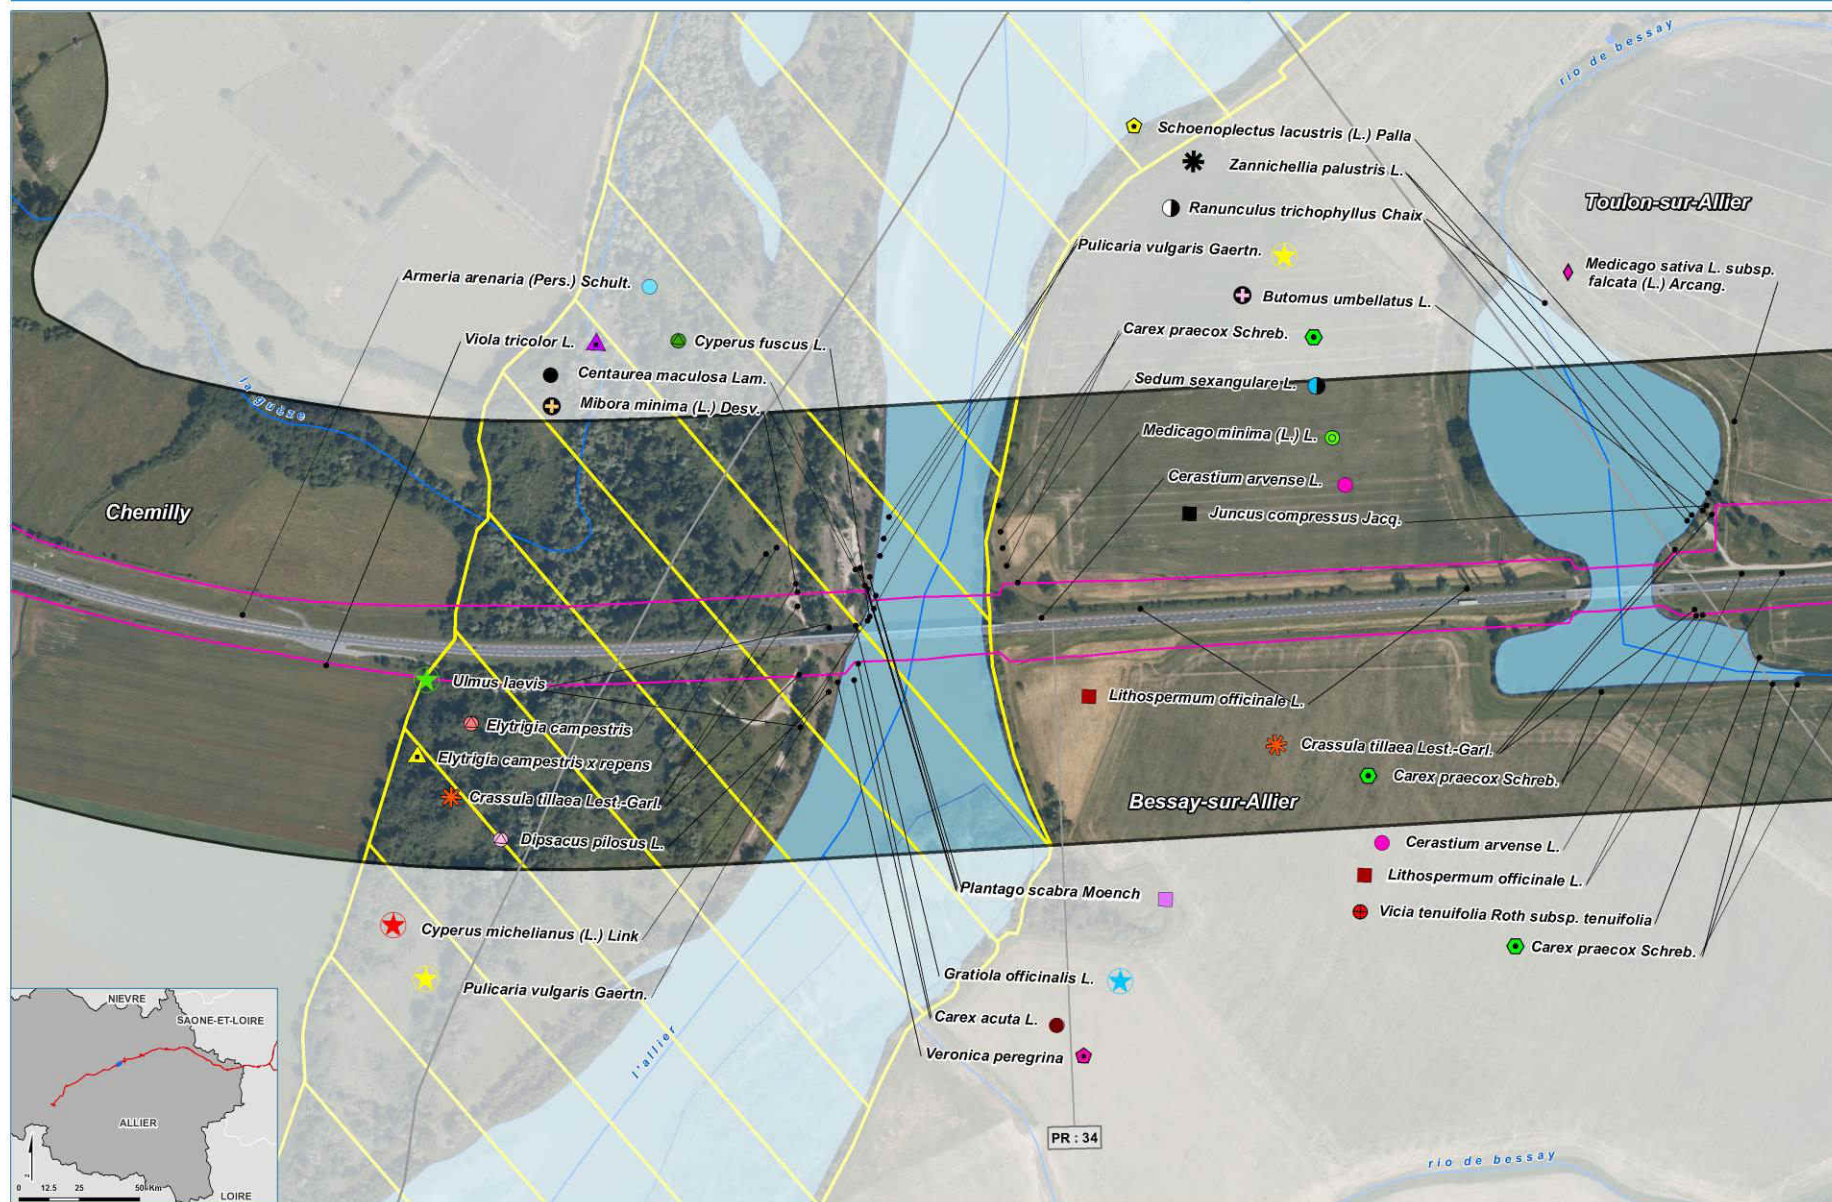 rio de bessay
Schoenoplectus lacustris (L.) Palla
Zannichellia palustris L.
Toulon-sur-Allier
Ranunculus trichophyllus Chaix
Pulicaria vulgaris Gaertn.
Medicago sativa L. subsp.
falcata (L.) Arcang.
Armeria arenaria (Pers.) Schult.
Butomus umbellatus L.
Viola tricolor L.
Cyperus fuscus L.
Carex praecox Schreb.
Centaurea maculosa Lam.
Sedum sexangulare L.
la guèze
Mibora minima (L.) Desv.
Medicago minima (L.) L.
Cerastium arvense L.
Chemilly
Juncus compressus Jacq.
Ulmus laevis
Lithospermum officinale L.
Elytrigia campestris
Crassula tillaea Lest.-Garl.
Elytrigia campestris x repens
Carex praecox Schreb.
Crassula tillaea Lest.-Garl.
Bessay-sur-Allier
Dipsacus pilosus L.
Cerastium arvense L.
Lithospermum officinale L.
Plantago scabra Moench
Vicia tenuifolia Roth subsp. tenuifolia
Cyperus michelianus (L.) Link
Carex praecox Schreb.
Gratiola officinalis L.
Pulicaria vulgaris Gaertn.
Carex acuta L.
l'allier
Veronica peregrina
NIEVRE
SAONE-ET-LOIRE
ALLIER
PR : 34
rio de bessay
0 12.5 25 50 Km
LOIRE